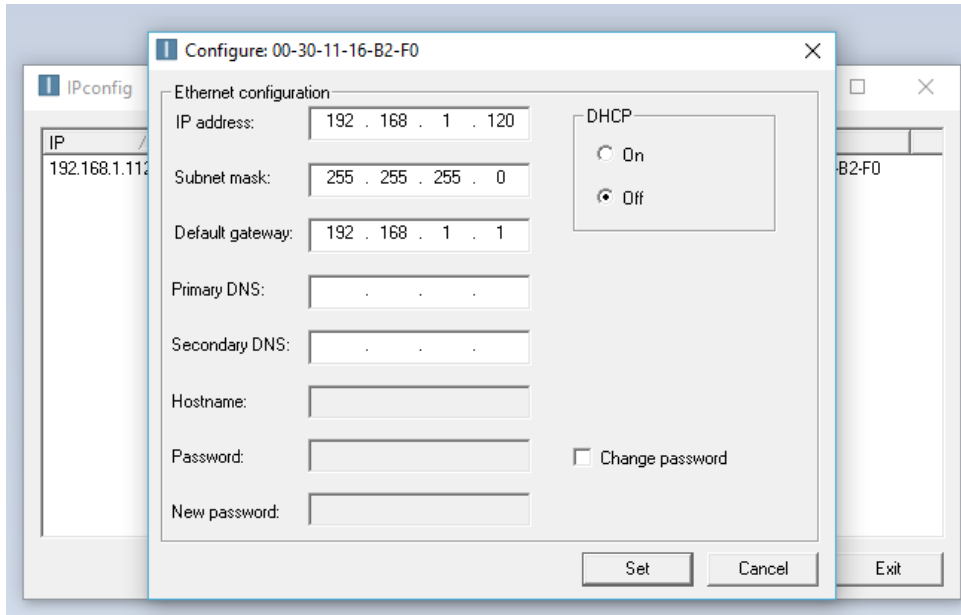 Configure: 00-30-11-16-B2-F0
IPconfig
Ethernet configuration
IP address: 192 . 168 . 1 . 120
DHCP
On
Off
IP
192.168.1.112
-B2-F0
Subnet mask: 255 . 255 . 255 . 0
Default gateway: 192 . 168 . 1 . 1
Primary DNS: . . .
Secondary DNS: . . .
Hostname:
Password:
Change password
New password:
Set Cancel Exit